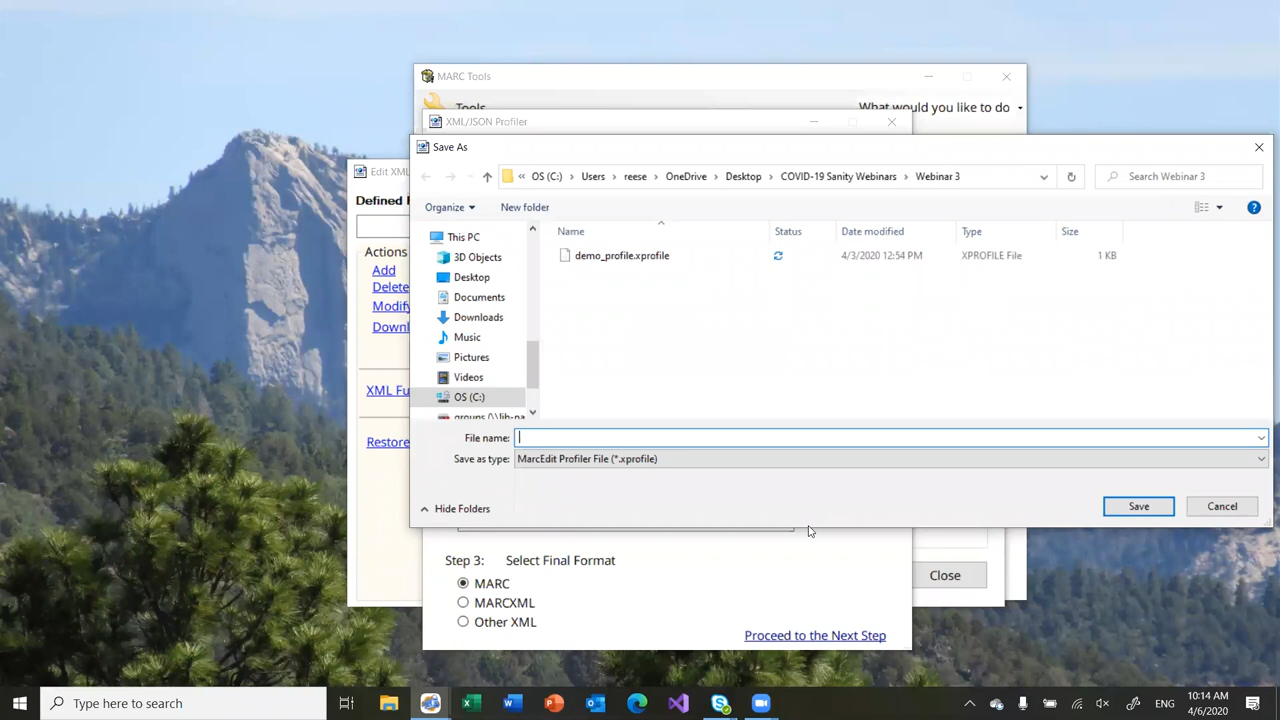 MARC Tools
Tools
What would you like to do
XML/JSON Profiler
Save As
Edit XML
OS (C:)
Users
reese
OneDrive
Desktop
COVID-19 Sanity Webinars
Webinar 3
Search Webinar 3
Defined
Organize
New folder
Name
Status
Date modified
Type
Size
demo_profile.xprofile
4/3/2020 12:54 PM
XPROFILE File
1 KB
This PC
3D Objects
Desktop
Documents
Downloads
Music
Pictures
Videos
OS (C:)
Actions
Add
Delete
Modify
Downl
XML Fu
Restore
File name:
Save as type:
MarcEdit Profiler File (*.xprofile)
Hide Folders
Save
Cancel
Step 3: Select Final Format
MARC
MARCXML
Other XML
Close
Proceed to the Next Step
Type here to search
10:14 AM
4/6/2020